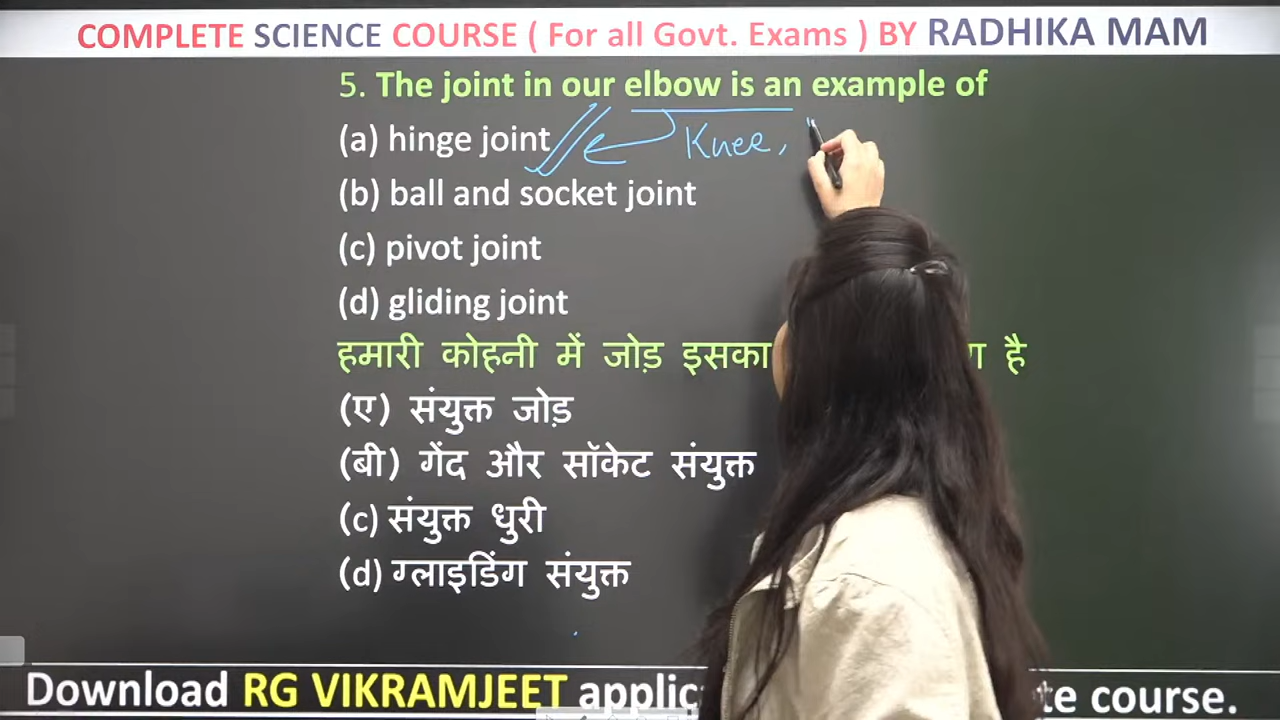 COMPLETE SCIENCE COURSE ( For all Govt. Exams ) BY RADHIKA MAM
5. The joint in our elbow is an example of
(a) hinge joint Knee,
(b) ball and socket joint
(c) pivot joint
(d) gliding joint
हमारी कोहनी में जोड़ इसका है
(ए) संयुक्त जोड़
(बी) गेंद और सॉकेट संयुक्त
(c) संयुक्त धुरी
(d) ग्लाइडिंग संयुक्त
Download RG VIKRAMJEET course.